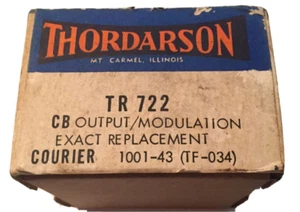 THORDARSON
MT. CARMEL, ILLINOIS
TR 722
CB OUTPUT/MODULATION
EXACT REPLACEMENT
COURIER 1001-43 (TF-034)